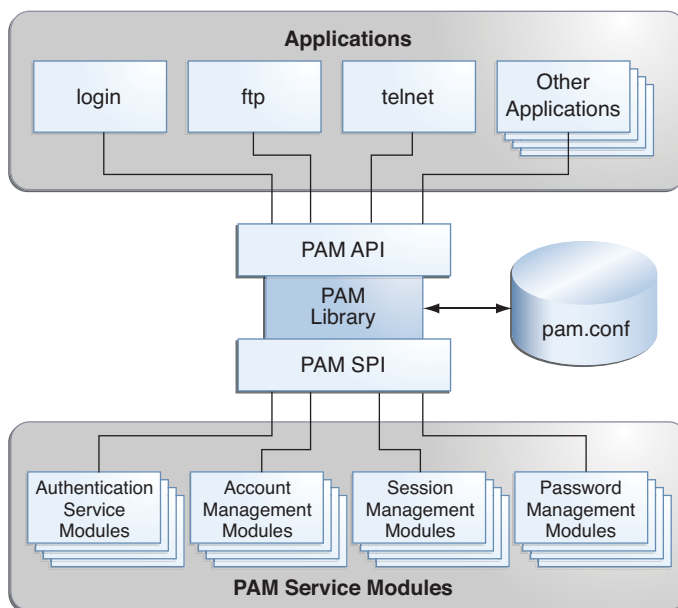 Applications
login
ftp
telnet
Other
Applications
PAM API
PAM
Library
pam.conf
PAM SPI
Authentication
Service
Modules
Account
Management
Modules
Session
Management
Modules
Password
Management
Modules
PAM Service Modules